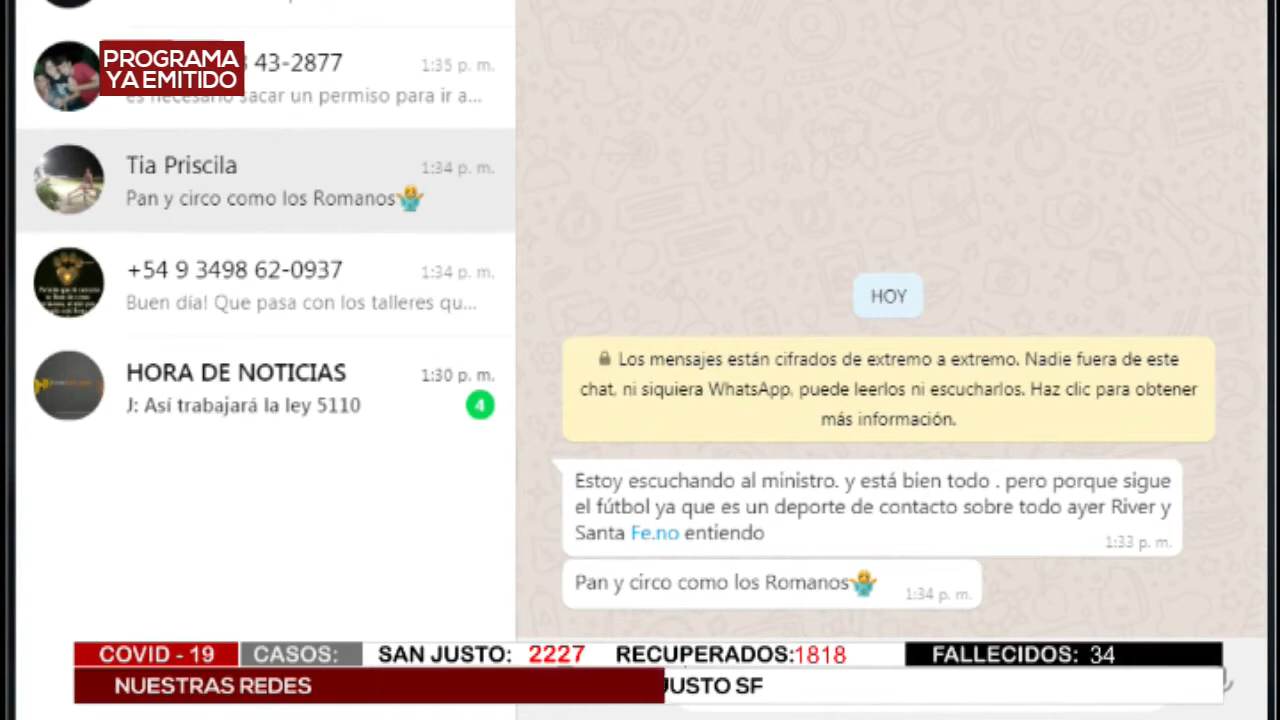 PROGRAMA
YA EMITIDO
43-2877
1:35 p. m.
es necesario sacar un permiso para ir a...
Tia Priscila
1:34 p. m.
Pan y circo como los Romanos🤷
+54 9 3498 62-0937
1:34 p. m.
Buen día! Que pasa con los talleres qu...
HORA DE NOTICIAS
1:30 p. m.
J: Así trabajará la ley 5110
4
HOY
Los mensajes están cifrados de extremo a extremo. Nadie fuera de este
chat, ni siquiera WhatsApp, puede leerlos ni escucharlos. Haz clic para obtener
más información.
Estoy escuchando al ministro. y está bien todo . pero porque sigue
el fútbol ya que es un deporte de contacto sobre todo ayer River y
Santa Fe.no entiendo
1:33 p. m.
Pan y circo como los Romanos🤷
1:34 p. m.
COVID - 19 CASOS: SAN JUSTO: 2227 RECUPERADOS:1818 FALLECIDOS: 34
NUESTRAS REDES
JUSTO SF